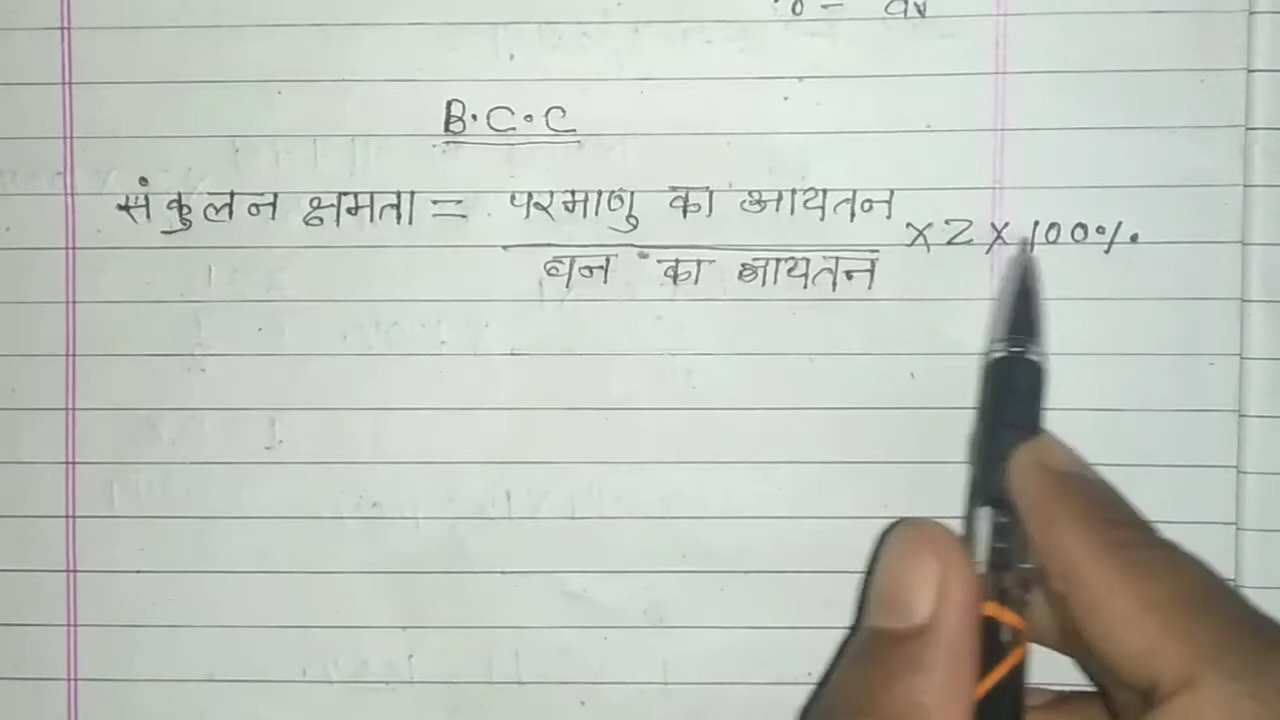 B.C.C
संकुलन क्षमता = परमाणु का आयतन × Z × 100%
घन का आयतन